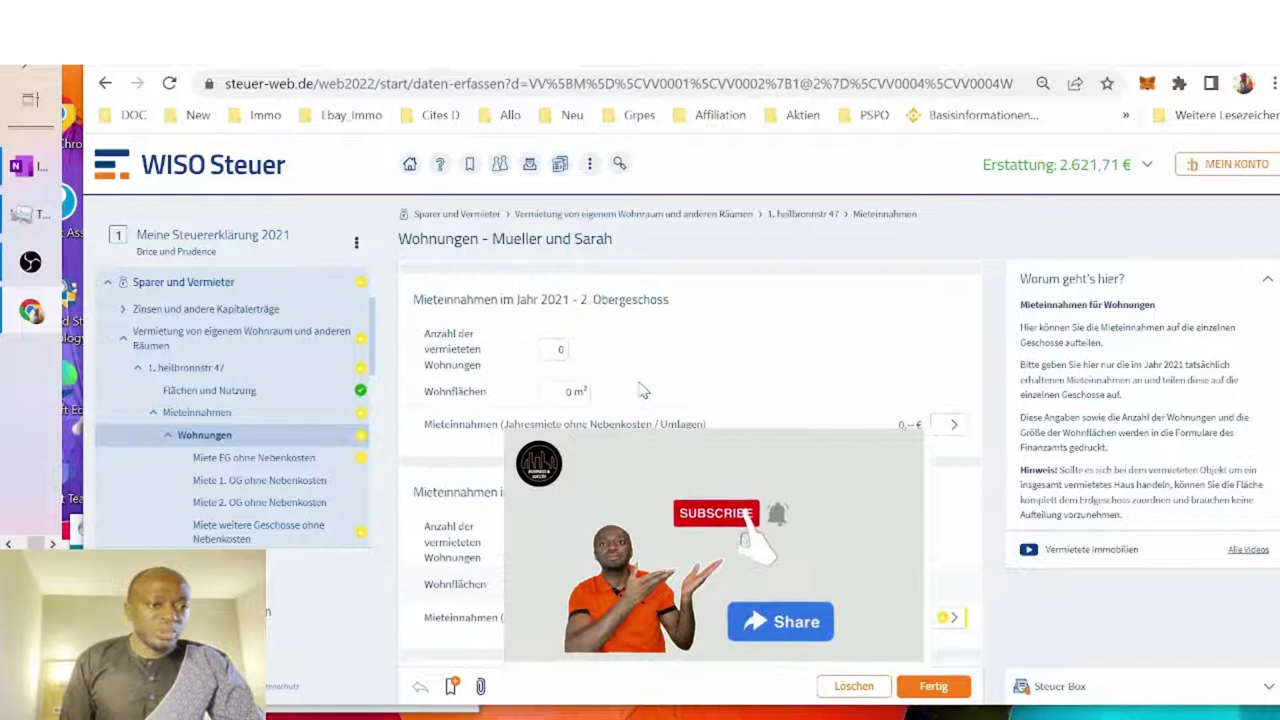 steuer-web.de/web2022/start/daten-erfassen?d=VV%5BM%5D%5CVV0001%5CVV0002%7B1@2%7D%5CVV0004%5CVV0004W
DOC New Immo Ebay_Immo Cites D Allo Neu Grpes Affiliation Aktien PSPO Basisinformationen... » Weitere Lesezeichen
WISO Steuer
Erstattung: 2.621,71 €
:b MEIN KONTO
1 Meine Steuererklärung 2021
Brice und Prudence
Sparer und Vermieter
Zinsen und andere Kapitalerträge
Vermietung von eigenem Wohnraum und anderen
Räumen
1. heilbronnstr 47
Flächen und Nutzung
Mieteinnahmen
Wohnungen
Miete EG ohne Nebenkosten
Miete 1. OG ohne Nebenkosten
Miete 2. OG ohne Nebenkosten
Miete weitere Geschosse ohne
Nebenkosten
Sparer und Vermieter > Vermietung von eigenem Wohnraum und anderen Räumen > 1. heilbronnstr 47 > Mieteinnahmen
Wohnungen - Mueller und Sarah
Mieteinnahmen im Jahr 2021 - 2. Obergeschoss
Anzahl der
vermieteten
Wohnungen
0
Wohnflächen 0 m²
Mieteinnahmen (Jahresmiete ohne Nebenkosten / Umlagen) 0,-- €
Mieteinnahmen i
Anzahl der
vermieteten
Wohnungen
Wohnflächen
Mieteinnahmen (
BUSINESS &
SUBSCRIBE
Share
Löschen
Fertig
Worum geht's hier?
Mieteinnahmen für Wohnungen
Hier können Sie die Mieteinnahmen auf die einzelnen
Geschosse aufteilen.
Bitte geben Sie hier nur die im Jahr 2021 tatsächlich
erhaltenen Mieteinnahmen an und teilen diese auf die
einzelnen Geschosse auf.
Diese Angaben sowie die Anzahl der Wohnungen und die
Größe der Wohnflächen werden in die Formulare des
Finanzamts gedruckt.
Hinweis: Sollte es sich bei dem vermieteten Objekt um ein
insgesamt vermietetes Haus handeln, können Sie die Fläche
komplett dem Erdgeschoss zuordnen und brauchen keine
Aufteilung vorzunehmen.
Vermietete Immobilien
Alle Videos
Steuer-Box